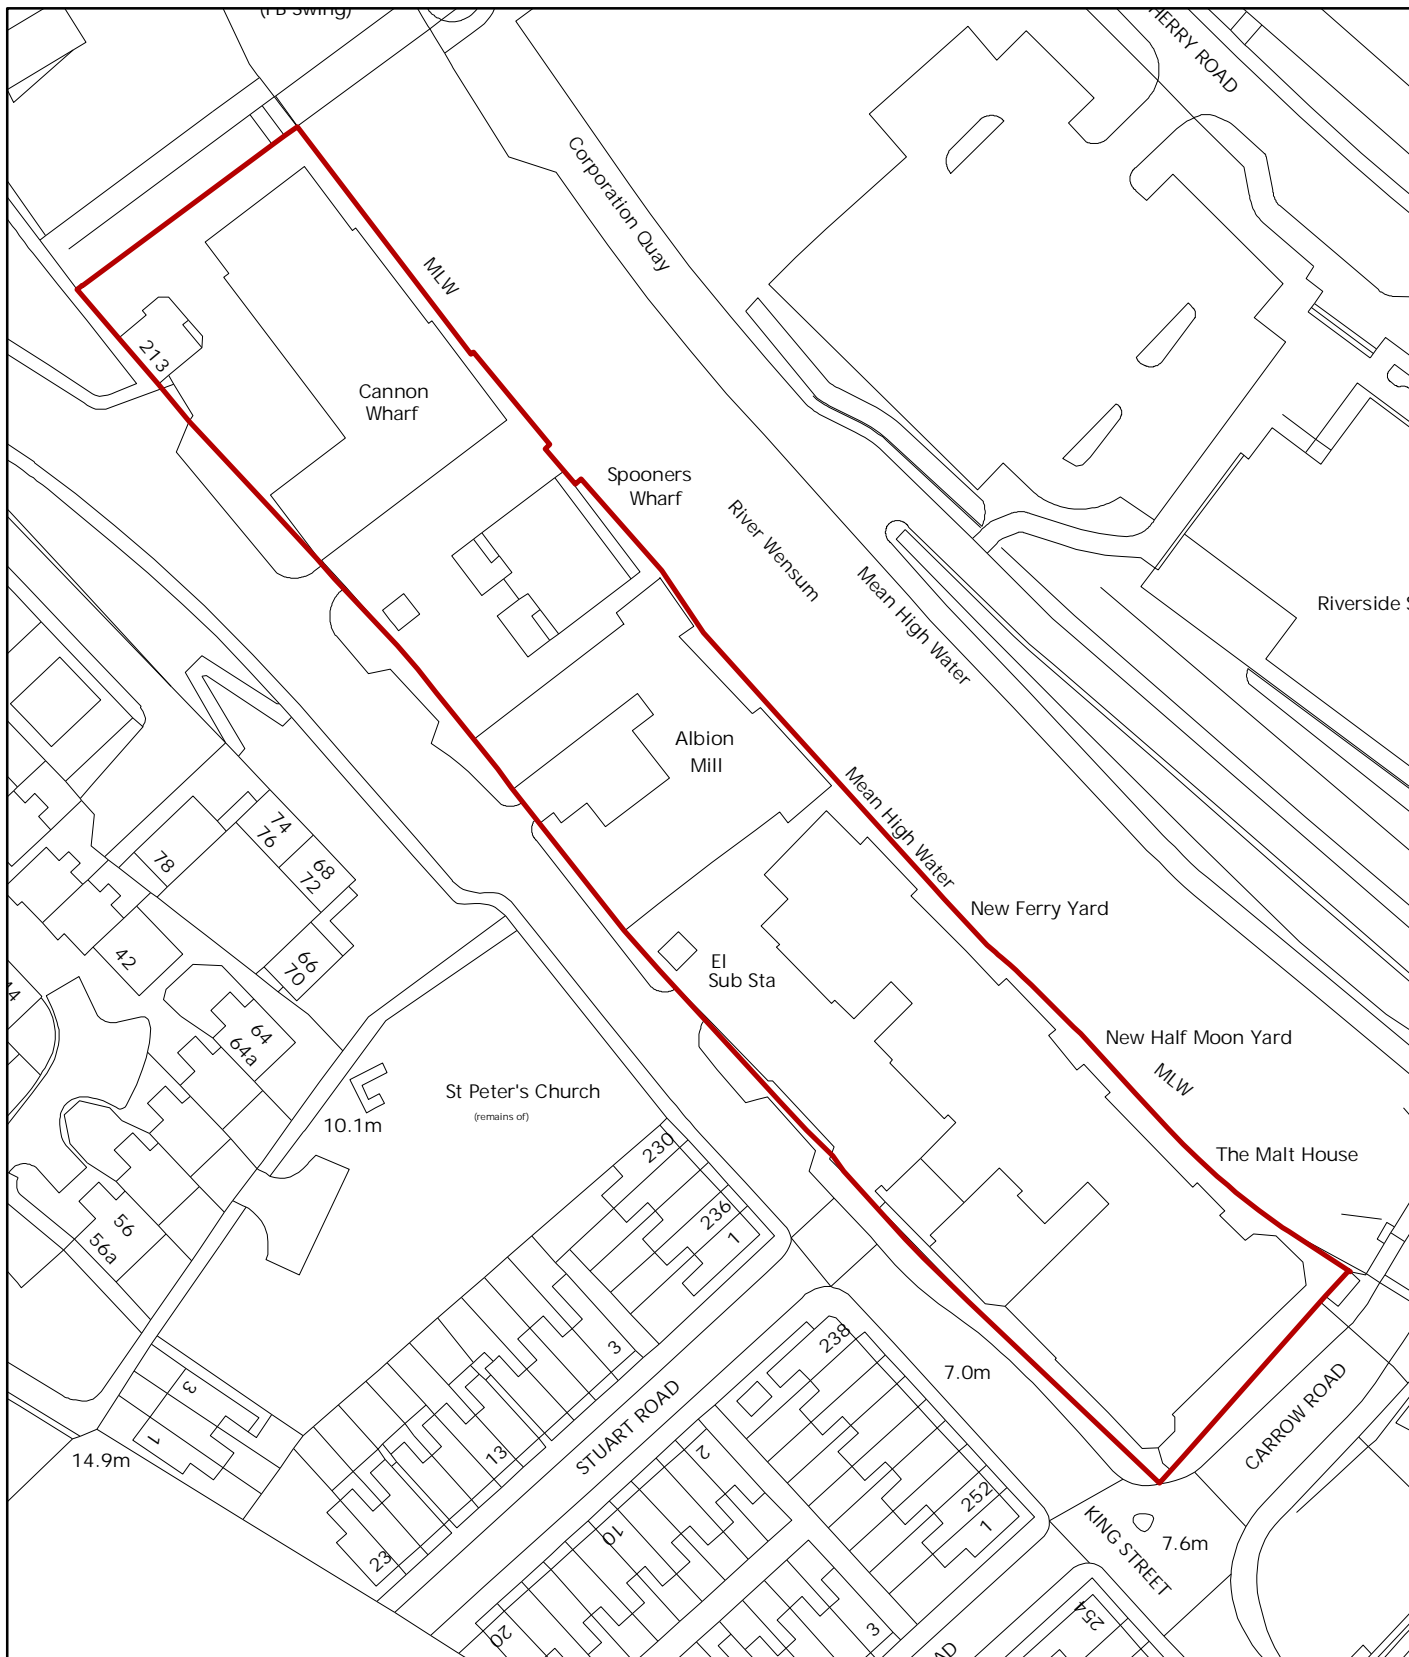 (FB Swing)
HERRY ROAD
Corporation Quay
MLW
213
Cannon
Wharf
Spooners
Wharf
River Wensum
Mean High Water
Riverside
Albion
Mill
Mean High Water
74
76
68
72
78
New Ferry Yard
42
66
70
El
Sub Sta
64
64a
New Half Moon Yard
MLW
St Peter's Church
(remains of)
10.1m
230
The Malt House
236
1
56
56a
3
238
7.0m
STUART ROAD
CARROW ROAD
3
1
13
2
14.9m
252
1
23
10
KING STREET
7.6m
254
20
3
AD